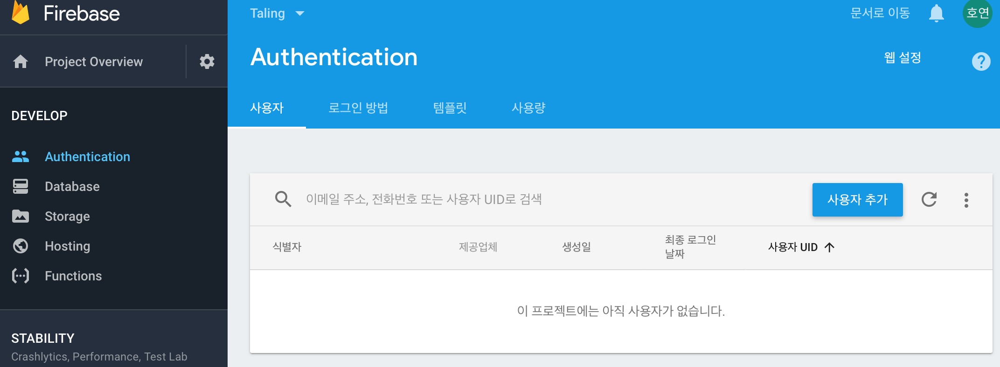 Firebase
Project Overview
DEVELOP
Authentication
Database
Storage
Hosting
Functions
STABILITY
Crashlytics, Performance, Test Lab
Taling
문서로 이동
호연
Authentication
웹 설정
?
사용자
로그인 방법
템플릿
사용량
이메일 주소, 전화번호 또는 사용자 UID로 검색
사용자 추가
식별자
제공업체
생성일
최종 로그인
날짜
사용자 UID
이 프로젝트에는 아직 사용자가 없습니다.